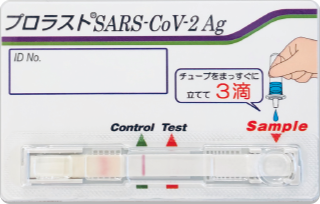 プロラスト®SARS-CoV-2 Ag
ID No.
チューブをまっすぐに
立てて 3滴
Control Test
Sample